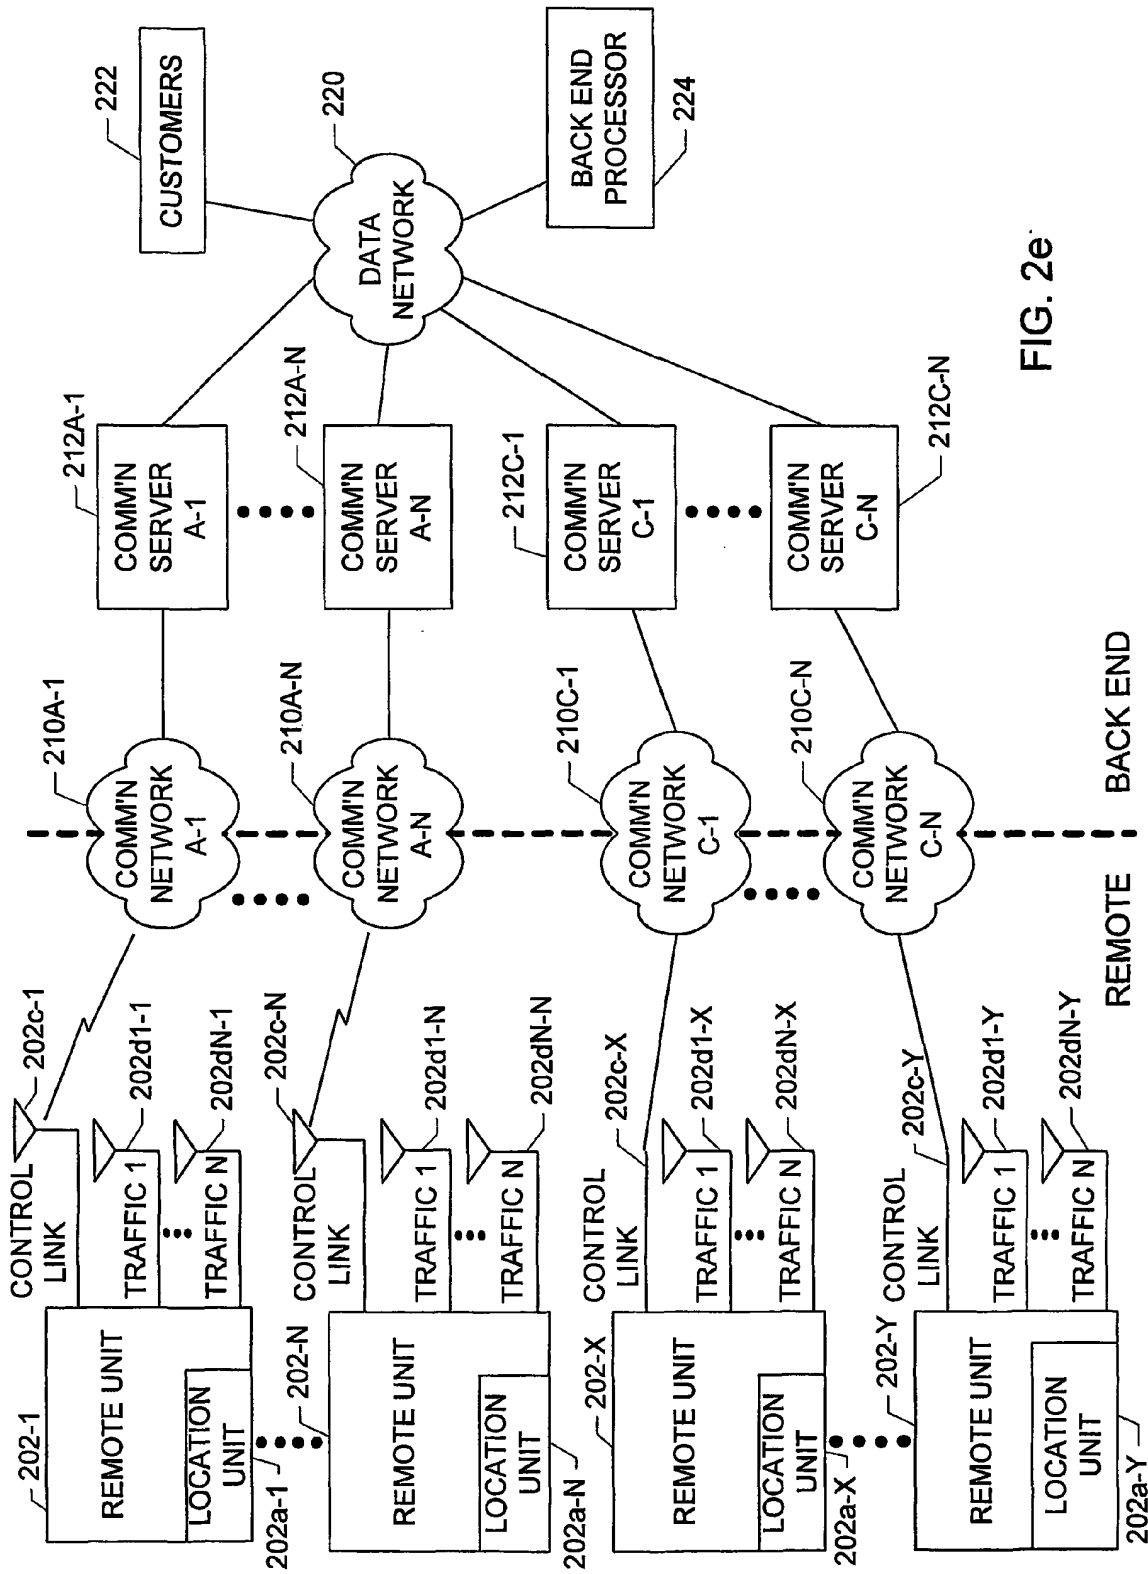 202-1
REMOTE UNIT
LOCATION
UNIT
202a-1
CONTROL
LINK
202c-1
TRAFFIC 1
202d1-1
TRAFFIC N
202dN-1
202-N
REMOTE UNIT
LOCATION
UNIT
202a-N
CONTROL
LINK
202c-N
TRAFFIC 1
202d1-N
TRAFFIC N
202dN-N
202-X
REMOTE UNIT
LOCATION
UNIT
202a-X
CONTROL
LINK
202c-X
TRAFFIC 1
202d1-X
TRAFFIC N
202dN-X
202-Y
REMOTE UNIT
LOCATION
UNIT
202a-Y
CONTROL
LINK
202c-Y
TRAFFIC 1
202d1-Y
TRAFFIC N
202dN-Y
210A-1
COMM'N
NETWORK
A-1
210A-N
COMM'N
NETWORK
A-N
210C-1
COMM'N
NETWORK
C-1
210C-N
COMM'N
NETWORK
C-N
REMOTE
BACK END
212A-1
COMM'N
SERVER
A-1
212A-N
COMM'N
SERVER
A-N
212C-1
COMM'N
SERVER
C-1
212C-N
COMM'N
SERVER
C-N
222
CUSTOMERS
220
DATA
NETWORK
BACK END
PROCESSOR
224
FIG. 2e